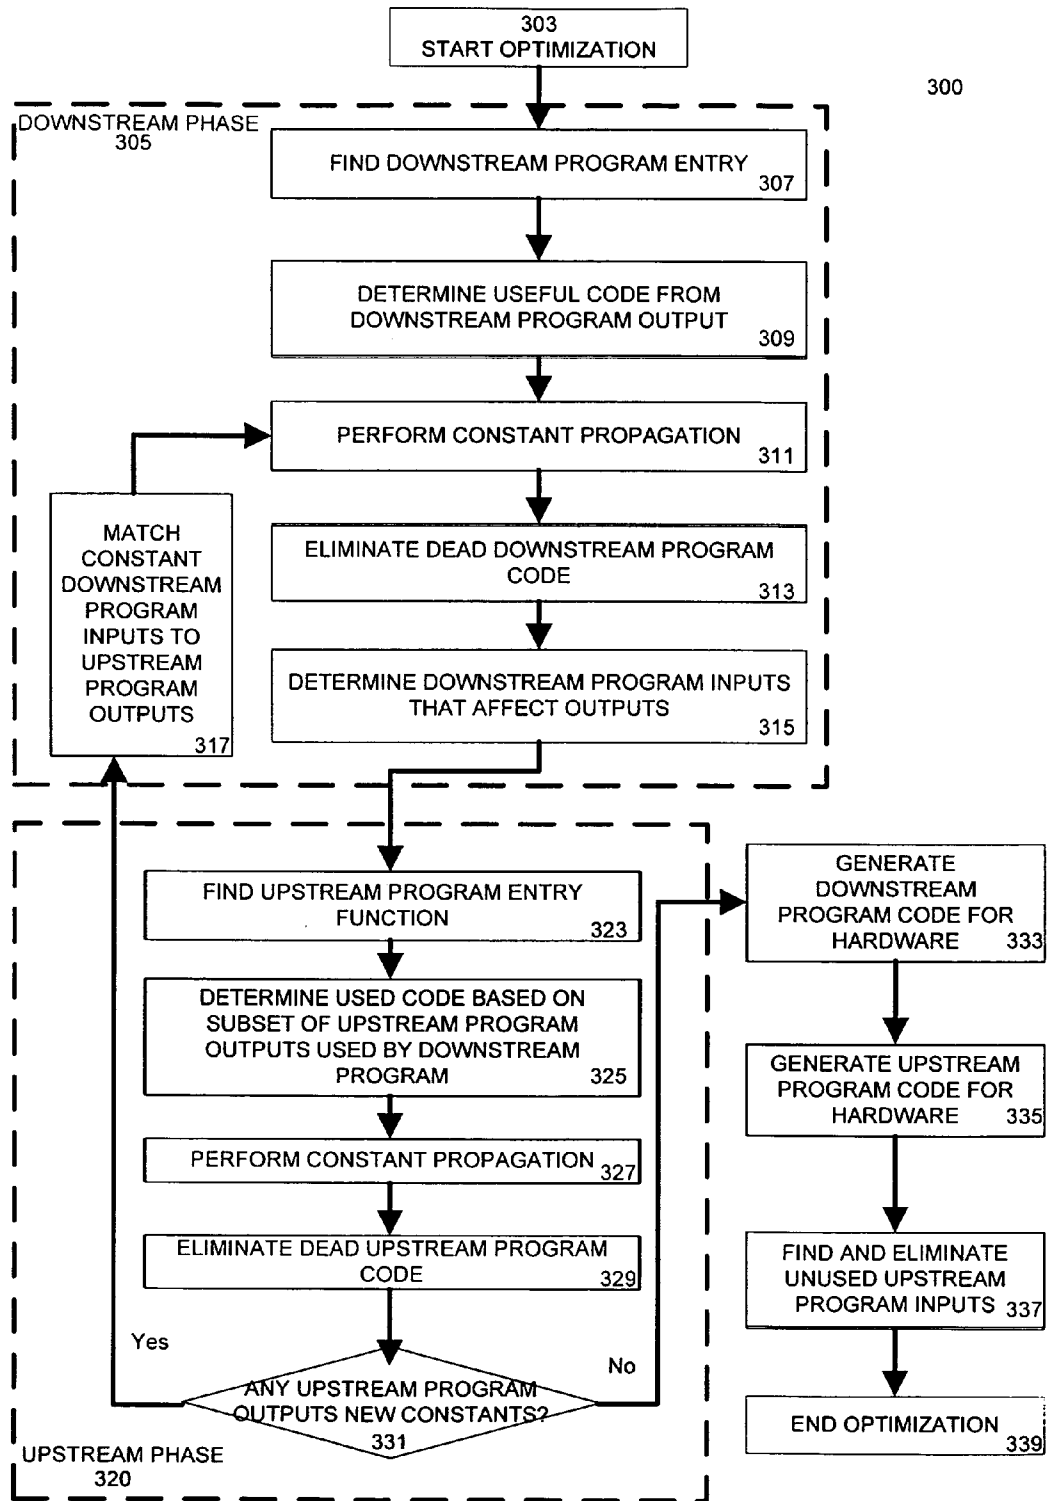 303
START OPTIMIZATION
300
DOWNSTREAM PHASE
305
FIND DOWNSTREAM PROGRAM ENTRY
307
DETERMINE USEFUL CODE FROM
DOWNSTREAM PROGRAM OUTPUT
309
PERFORM CONSTANT PROPAGATION
311
MATCH
CONSTANT
DOWNSTREAM
PROGRAM
INPUTS TO
UPSTREAM
PROGRAM
OUTPUTS
317
ELIMINATE DEAD DOWNSTREAM PROGRAM
CODE
313
DETERMINE DOWNSTREAM PROGRAM INPUTS
THAT AFFECT OUTPUTS
315
FIND UPSTREAM PROGRAM ENTRY
FUNCTION
323
DETERMINE USED CODE BASED ON
SUBSET OF UPSTREAM PROGRAM
OUTPUTS USED BY DOWNSTREAM
PROGRAM
325
PERFORM CONSTANT PROPAGATION
327
ELIMINATE DEAD UPSTREAM PROGRAM
CODE
329
Yes
No
ANY UPSTREAM PROGRAM
OUTPUTS NEW CONSTANTS?
331
UPSTREAM PHASE
320
GENERATE
DOWNSTREAM
PROGRAM CODE FOR
HARDWARE 333
GENERATE UPSTREAM
PROGRAM CODE FOR
HARDWARE 335
FIND AND ELIMINATE
UNUSED UPSTREAM
PROGRAM INPUTS 337
END OPTIMIZATION
339